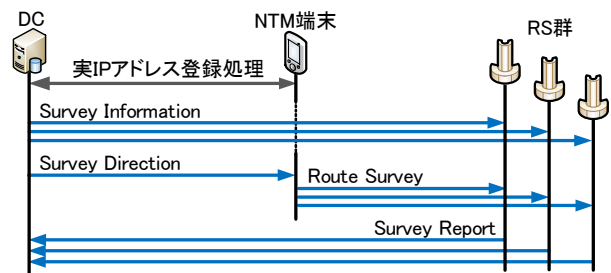 DC
NTM端末
RS群
実IPアドレス登録処理
Survey Information
Survey Direction
Route Survey
Survey Report